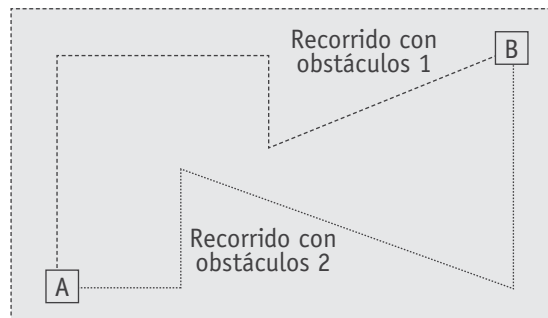 Recorrido con
obstáculos 1
B
Recorrido con
obstáculos 2
A